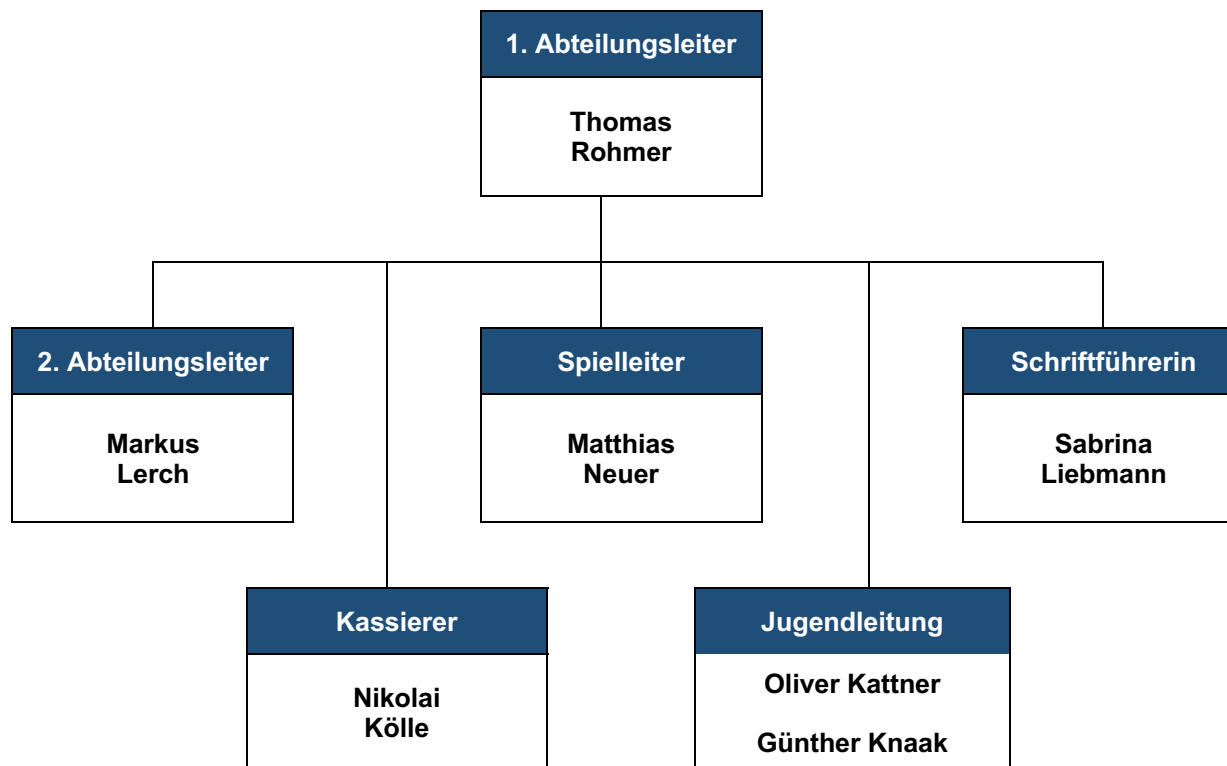 1. Abteilungsleiter
Thomas
Rohmer
2. Abteilungsleiter
Markus
Lerch
Spielleiter
Matthias
Neuer
Schriftführerin
Sabrina
Liebmann
Kassierer
Nikolai
Kölle
Jugendleitung
Oliver Kattner
Günther Knaak